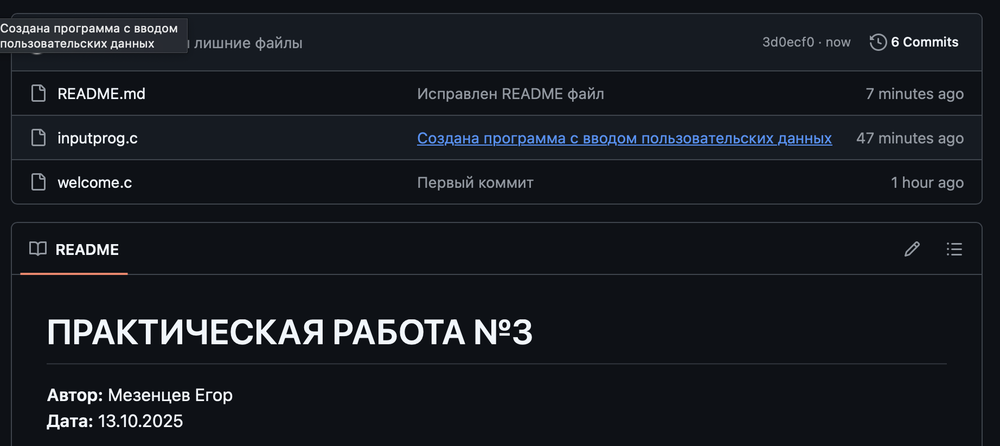 Создана программа с вводом
пользовательских данных
лишние файлы
3d0ecf0 · now
6 Commits
README.md
Исправлен README файл
7 minutes ago
inputprog.c
Создана программа с вводом пользовательских данных
47 minutes ago
welcome.c
Первый коммит
1 hour ago
README
ПРАКТИЧЕСКАЯ РАБОТА №3
Автор: Мезенцев Егор
Дата: 13.10.2025